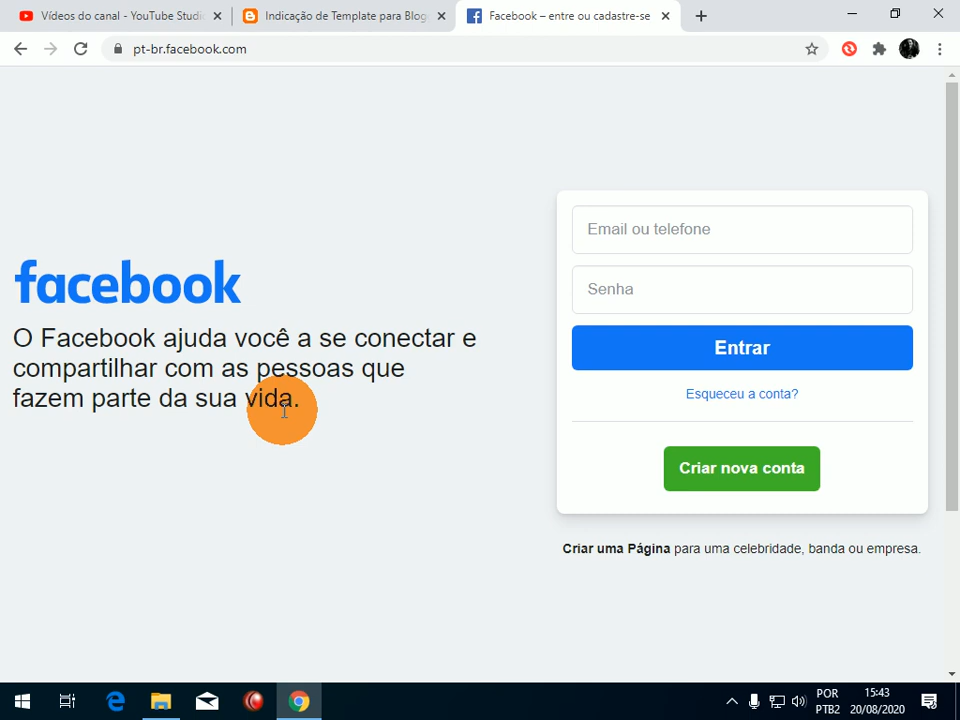 Vídeos do canal - YouTube Studi
Indicação de Template para Blog
Facebook – entre ou cadastre-se
pt-br.facebook.com
facebook
O Facebook ajuda você a se conectar e
compartilhar com as pessoas que
fazem parte da sua vida.
Email ou telefone
Senha
Entrar
Esqueceu a conta?
Criar nova conta
Criar uma Página para uma celebridade, banda ou empresa.
POR
PTB2
15:43
20/08/2020